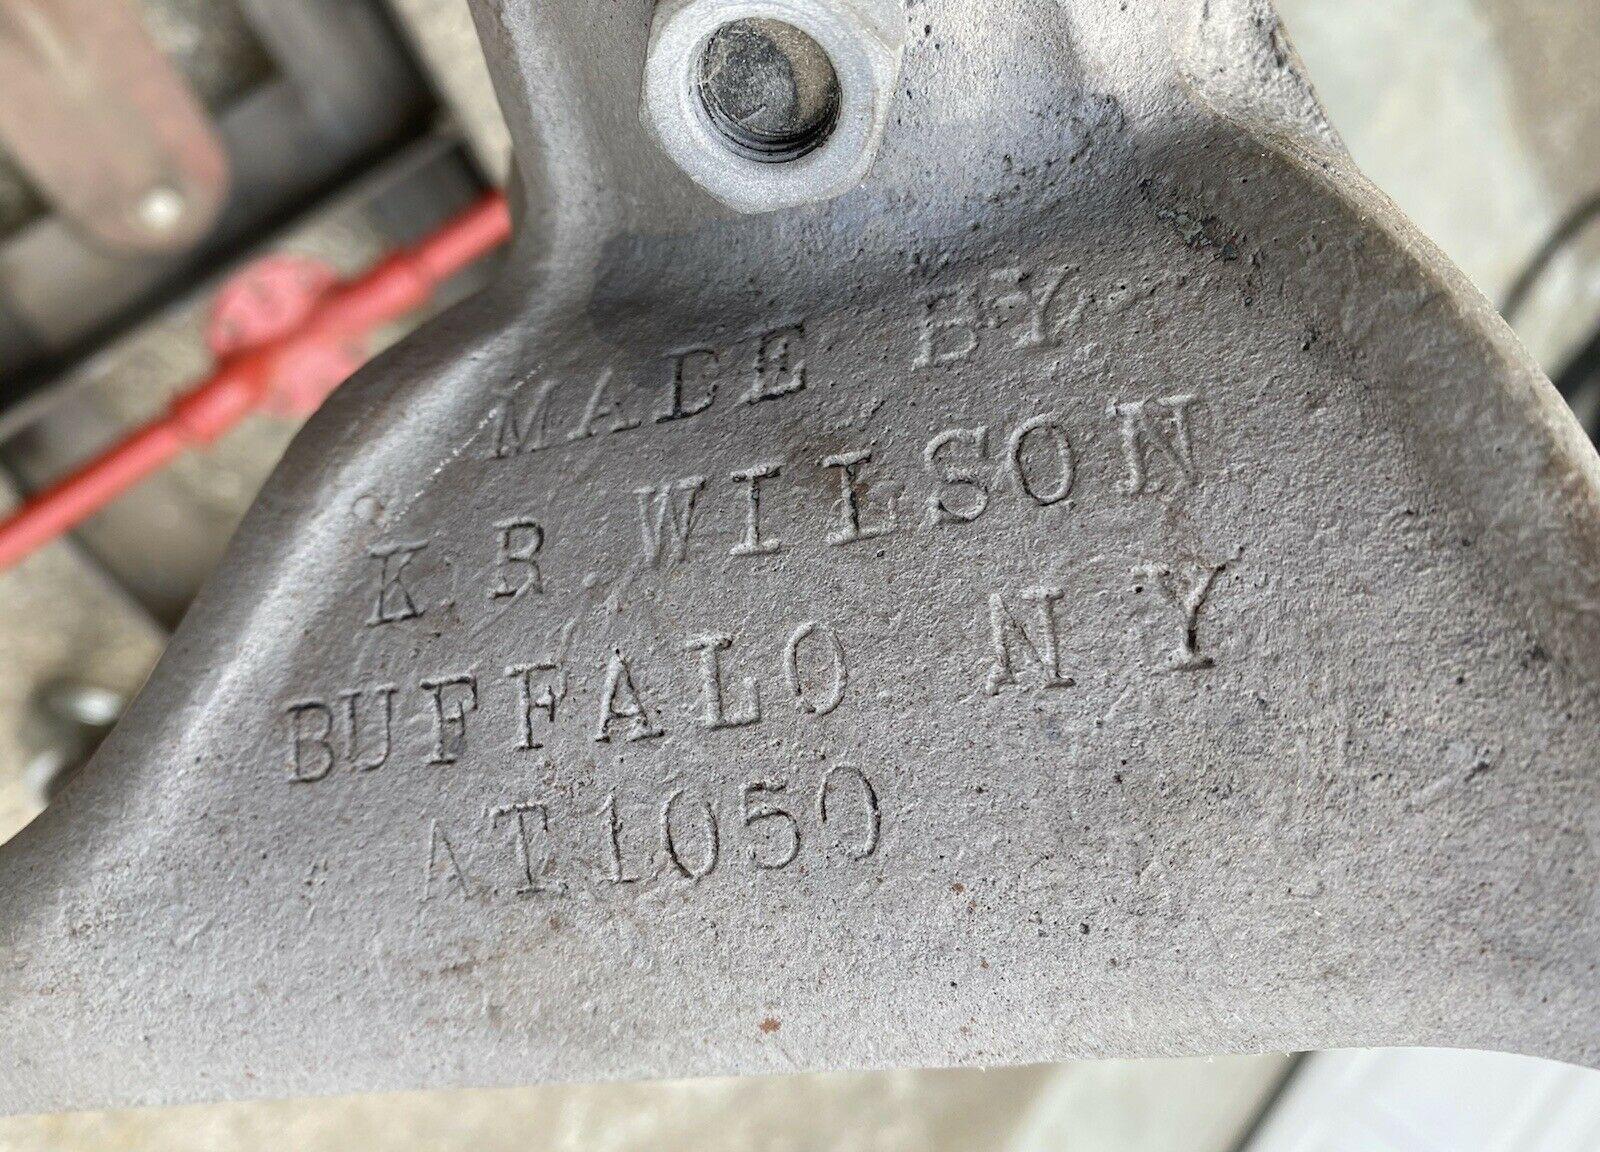 MADE BY
K.R.WILSON
BUFFALO. N Y
AT1050